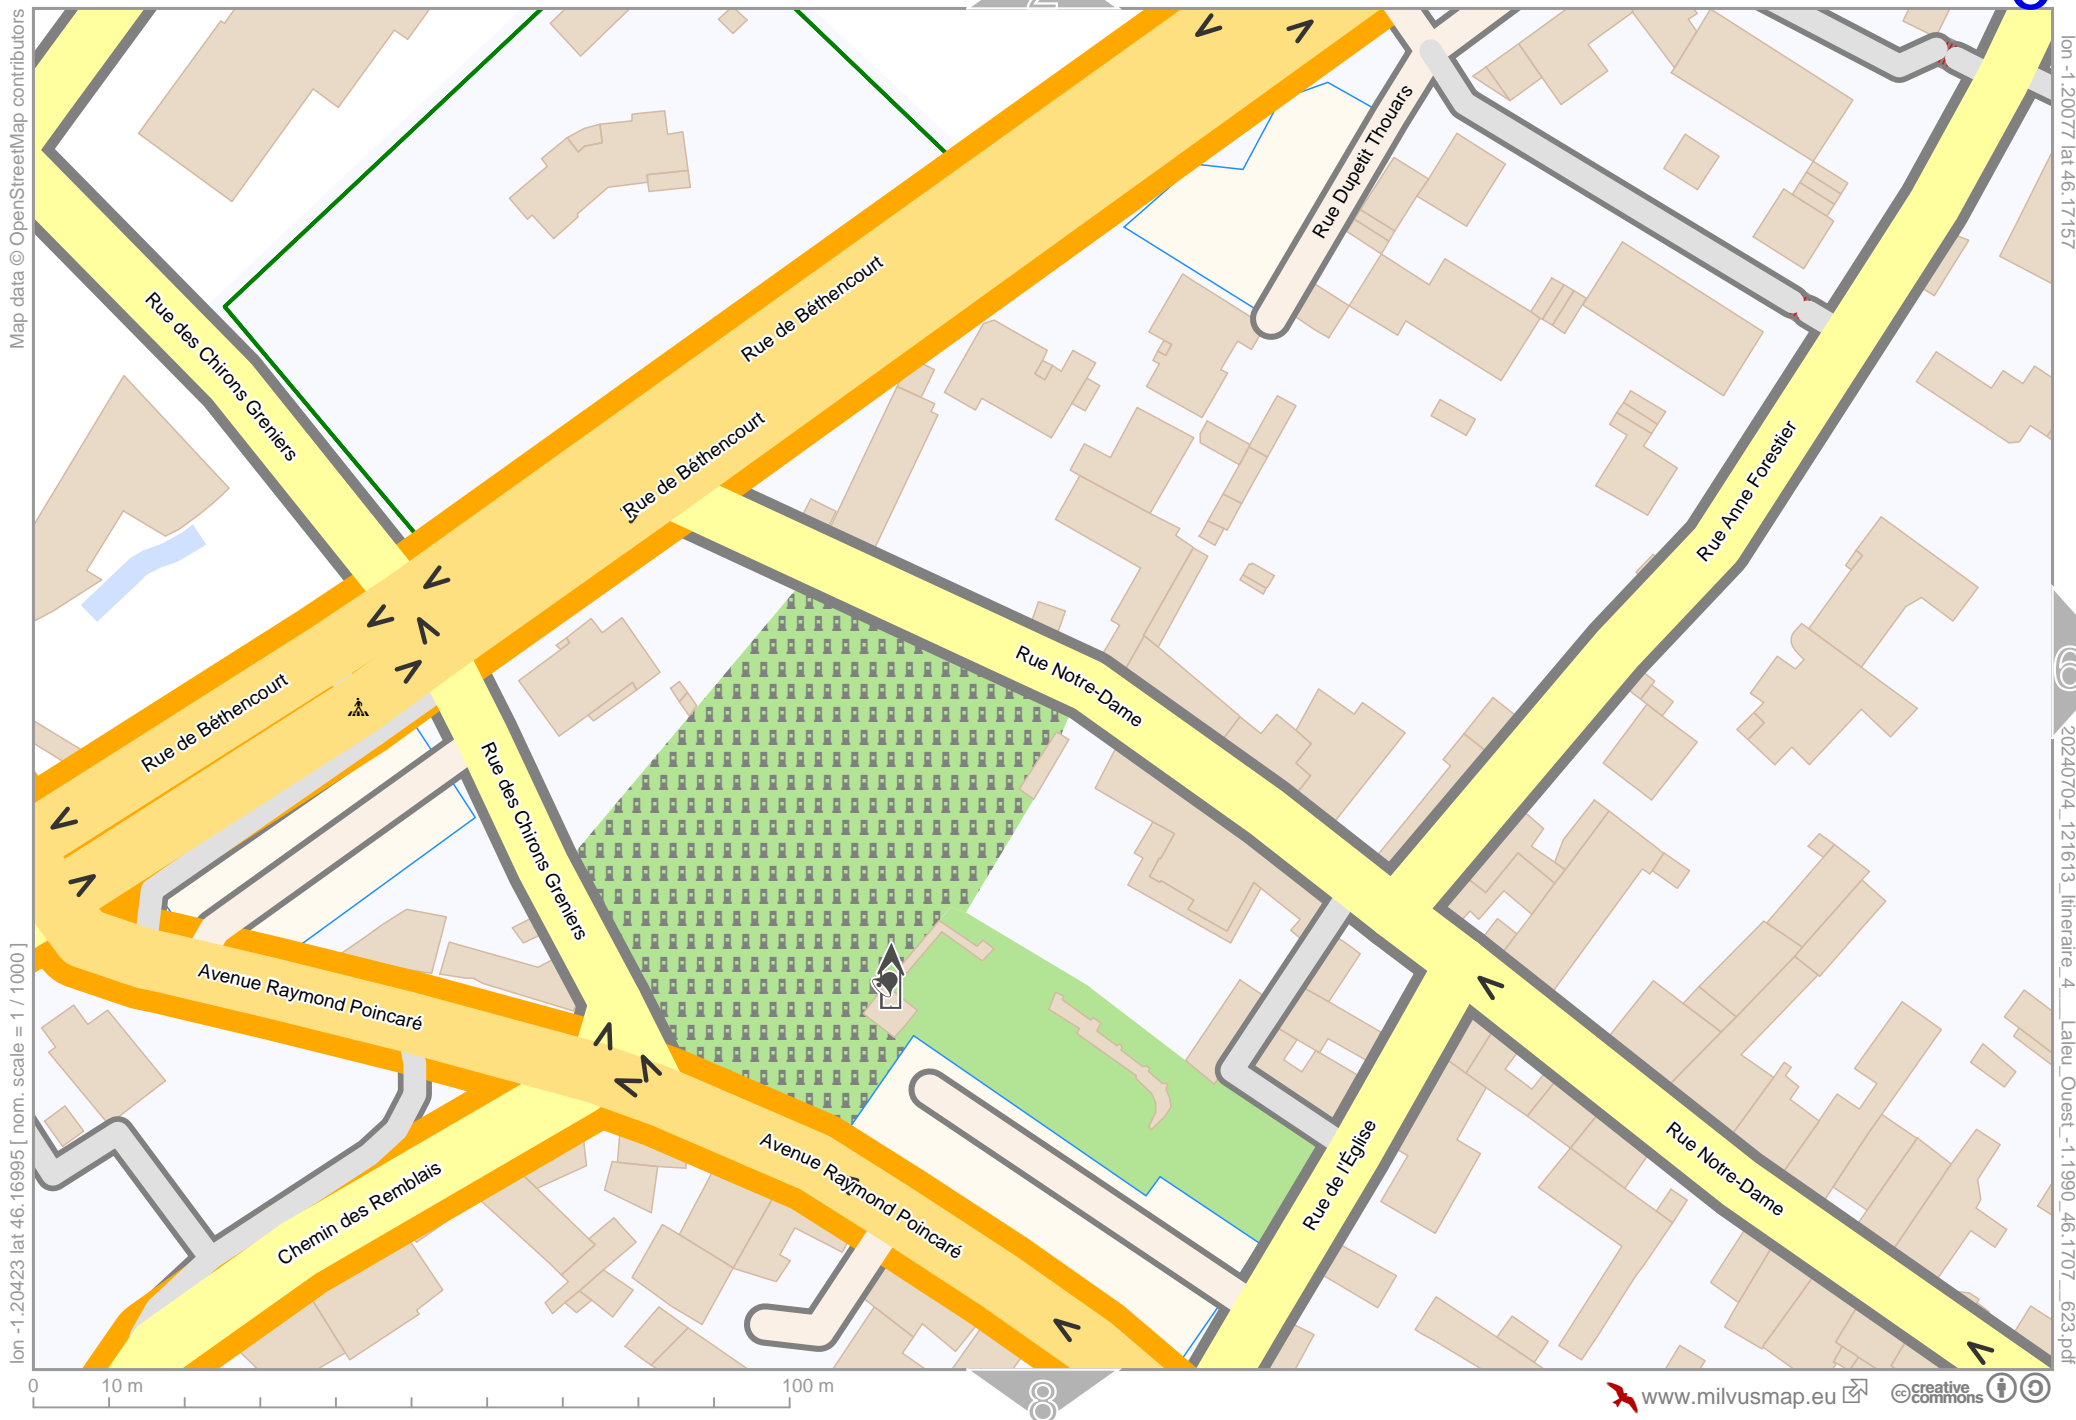 2
Map data © OpenStreetMap contributors
lon -1.20077 lat 46.17157
Rue Dupetit Thouars
Rue des Chirons Greniers
Rue de Béthencourt
Rue de Béthencourt
Rue Anne Forestier
Rue Notre-Dame
Rue de Béthencourt
6
Rue des Chirons Greniers
Avenue Raymond Poincaré
Avenue Raymond Poincaré
Chemin des Remblais
Rue de l'Église
Rue Notre-Dame
lon -1.20423 lat 46.16995 [ nom. scale = 1 / 1000 ]
20240704_1216113_Itineraire_4___Laleu_Ouest_-1.1990_46.1707__623.pdf
0 10 m 100 m
8
www.milvusmap.eu
cc creative commons